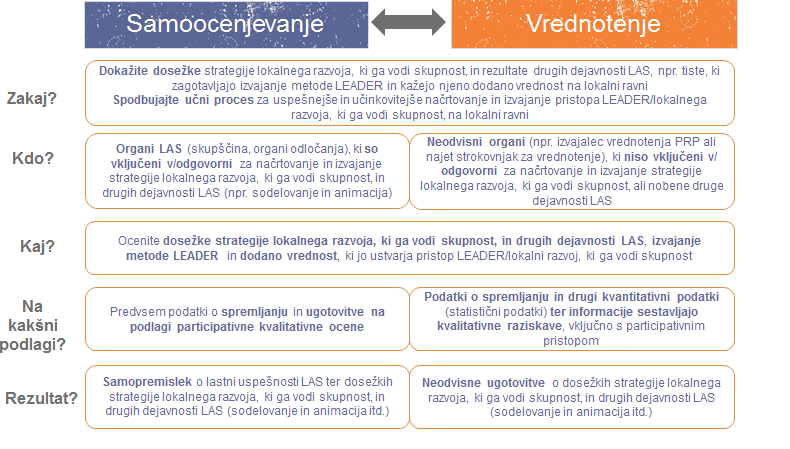 Samoocenjevanje
Vrednotenje
Zakaj?
Dokažite dosežke strategije lokalnega razvoja, ki ga vodi skupnost, in rezultate drugih dejavnosti LAS, npr. tiste, ki
zagotavljajo izvajanje metode LEADER in kažejo njeno dodano vrednost na lokalni ravni
Spodbujajte učni proces za uspešnejše in učinkovitejše načrtovanje in izvajanje pristopa LEADER/lokalnega
razvoja, ki ga vodi skupnost, na lokalni ravni
Kdo?
Organi LAS (skupščina, organi odločanja), ki so
vključeni v/odgovorni za načrtovanje in izvajanje
strategije lokalnega razvoja, ki ga vodi skupnost, in
drugih dejavnosti LAS (npr. sodelovanje in animacija)
Neodvisni organi (npr. izvajalec vrednotenja PRP ali
najet strokovnjak za vrednotenje), ki niso vključeni v/
odgovorni za načrtovanje in izvajanje strategije
lokalnega razvoja, ki ga vodi skupnost, ali nobene druge
dejavnosti LAS
Kaj?
Ocenite dosežke strategije lokalnega razvoja, ki ga vodi skupnost, in drugih dejavnosti LAS, izvajanje
metode LEADER in dodano vrednost, ki jo ustvarja pristop LEADER/lokalni razvoj, ki ga vodi skupnost
Na
kakšni
podlagi?
Predvsem podatki o spremljanju in ugotovitve na
podlagi participativne kvalitativne ocene
Podatki o spremljanju in drugi kvantitativni podatki
(statistični podatki) ter informacije sestavljajo
kvalitativne raziskave, vključno s participativnim
pristopom
Rezultat?
Samopremislek o lastni uspešnosti LAS ter dosežkih
strategije lokalnega razvoja, ki ga vodi skupnost, in
drugih dejavnosti LAS (sodelovanje in animacija itd.)
Neodvisne ugotovitve o dosežkih strategije lokalnega
razvoja, ki ga vodi skupnost, in drugih dejavnosti LAS
(sodelovanje in animacija itd.)